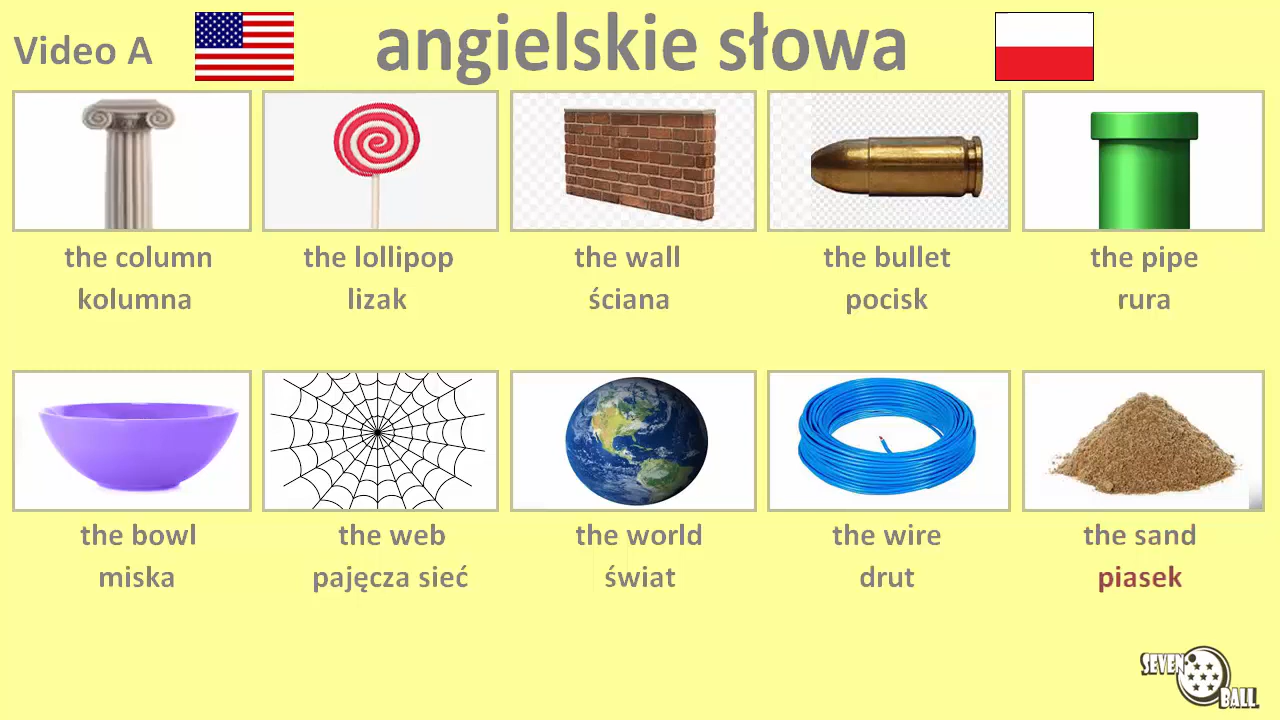 Video A
angielskie słowa
the column
kolumna
the lollipop
lizak
the wall
ściana
the bullet
pocisk
the pipe
rura
the bowl
miska
the web
pajęcza sieć
the world
świat
the wire
drut
the sand
piasek
SEVEN
BALL